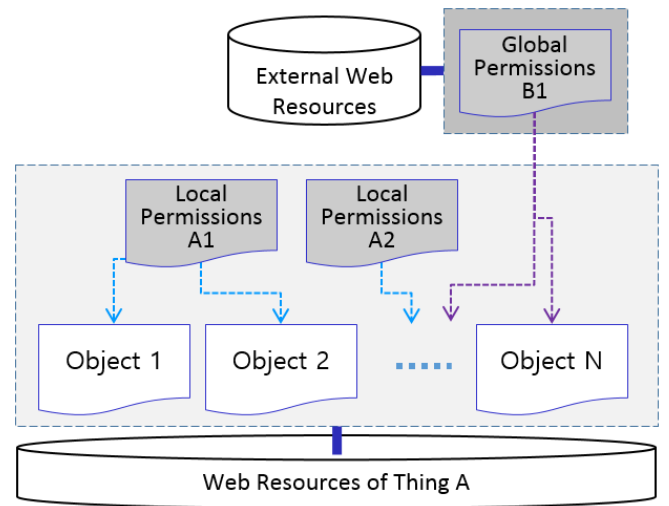 External Web
Resources
Global
Permissions
B1
Local
Permissions
A1
Local
Permissions
A2
Object 1
Object 2
Object N
Web Resources of Thing A